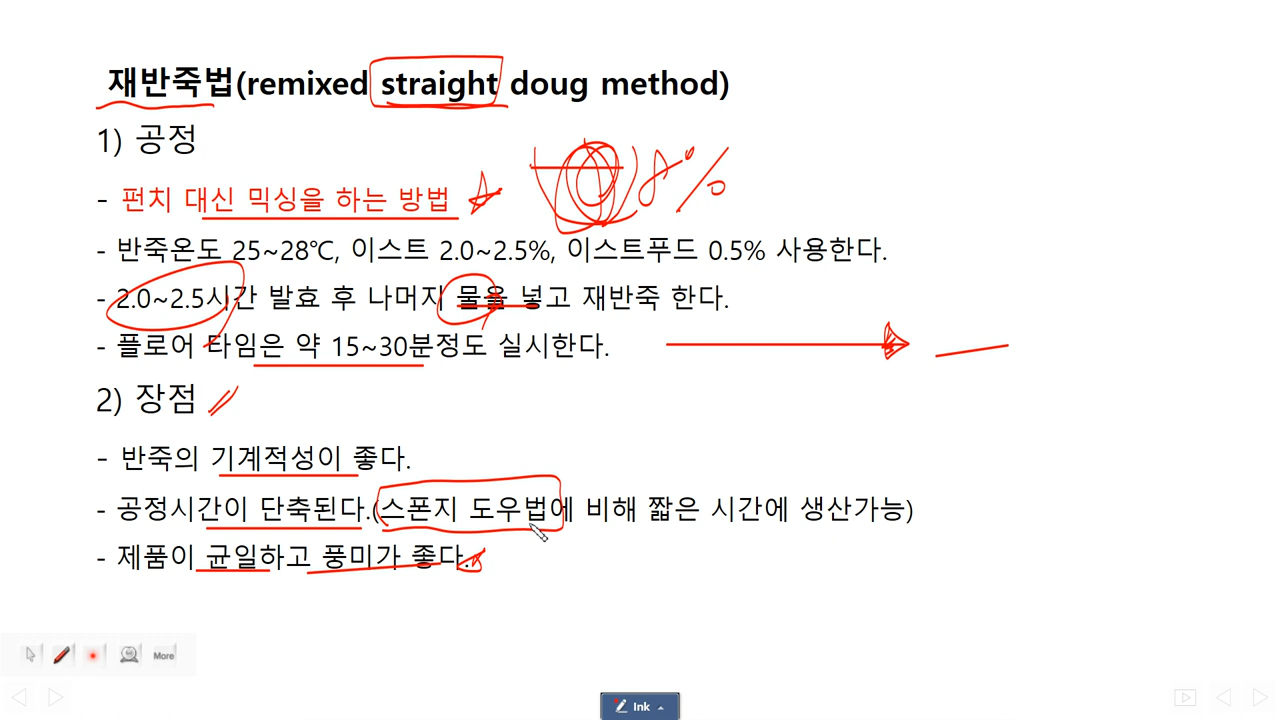 재반죽법(remixed straight doug method)
1) 공정
- 펀치 대신 믹싱을 하는 방법
8%
- 반죽온도 25~28℃, 이스트 2.0~2.5%, 이스트푸드 0.5% 사용한다.
- 2.0~2.5시간 발효 후 나머지 물을 넣고 재반죽 한다.
- 플로어 타임은 약 15~30분정도 실시한다.
2) 장점
- 반죽의 기계적성이 좋다.
- 공정시간이 단축된다.(스폰지 도우법에 비해 짧은 시간에 생산가능)
- 제품이 균일하고 풍미가 좋다.
More
Ink